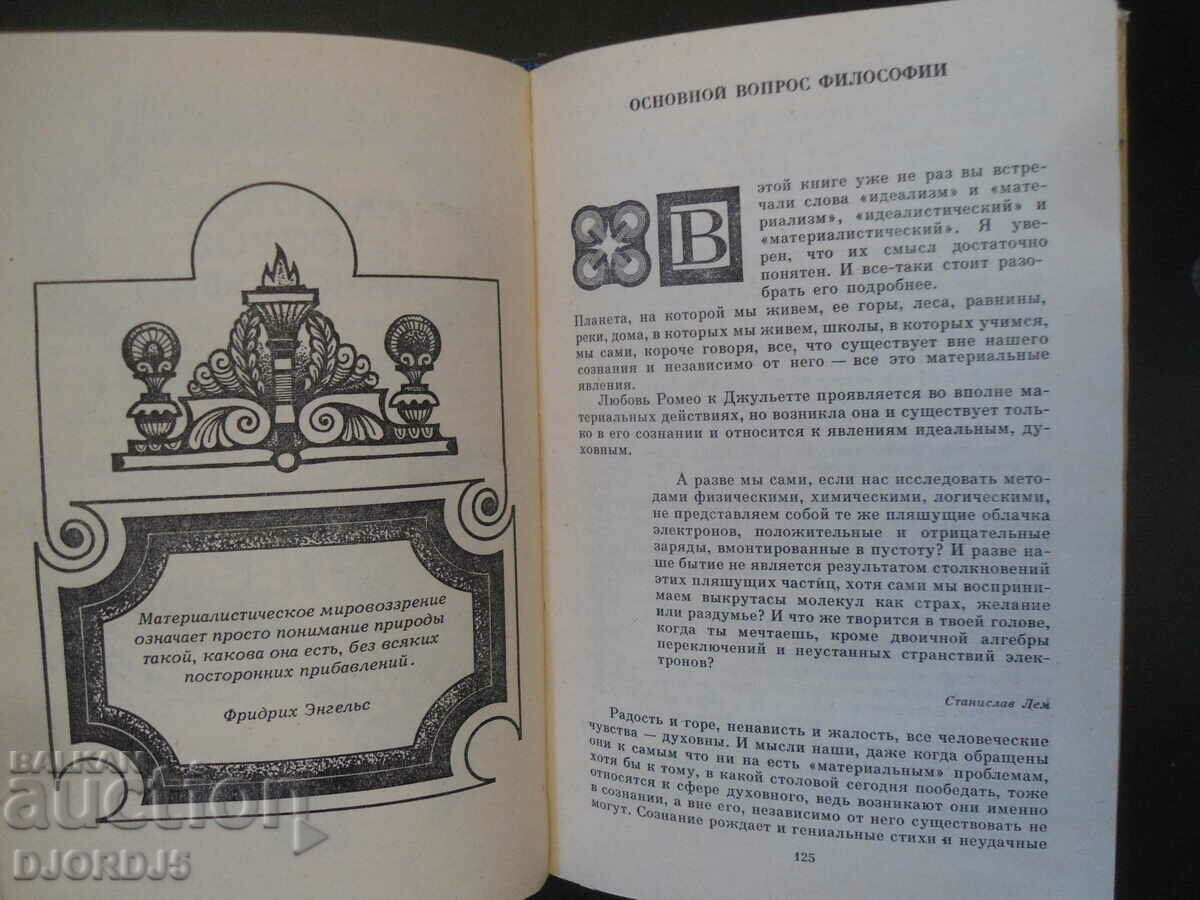 Материалистическое мировоззрение
означает просто понимание природы
такой, какова она есть, без всяких
посторонних прибавлений.
Фридрих Энгельс
BALKAN
auction
DJORDJ5
ОСНОВНОЙ ВОПРОС ФИЛОСОФИИ
В этой книге уже не раз вы встре-
чали слова «идеализм» и «мате-
риализм», «идеалистический» и
«материалистический». Я уве-
рен, что их смысл достаточно
понятен. И все-таки стоит разо-
брать его подробнее.
Планета, на которой мы живем, ее горы, леса, равнины,
реки, дома, в которых мы живем, школы, в которых учимся,
мы сами, короче говоря, все, что существует вне нашего
сознания и независимо от него — все это материальные
явления.
Любовь Ромео к Джульетте проявляется во вполне ма-
териальных действиях, но возникла она и существует толь-
ко в его сознании и относится к явлениям идеальным, ду-
ховным.
А разве мы сами, если нас исследовать мето-
дами физическими, химическими, логическими,
не представляем собой те же пляшущие облачка
электронов, положительные и отрицательные
заряды, вмонтированные в пустоту? И разве на-
ше бытие не является результатом столкновений
этих пляшущих частиц, хотя сами мы восприни-
маем выкрутасы молекул как страх, желание
или раздумье? И что же творится в твоей голове,
когда ты мечтаешь, кроме двоичной алгебры
переключений и неустанных странствий элек-
тронов?
Станислав Лем
Радость и горе, ненависть и жалость, все человеческие
чувства — духовны. И мысли наши, даже когда обращены
они к самым что ни на есть «материальным» проблемам,
хотя бы к тому, в какой столовой сегодня пообедать, тоже
относятся к сфере духовного, ведь возникают они именно
в сознании, а вне его, независимо от него существовать не
могут. Сознание рождает и гениальные стихи и неудачные
125